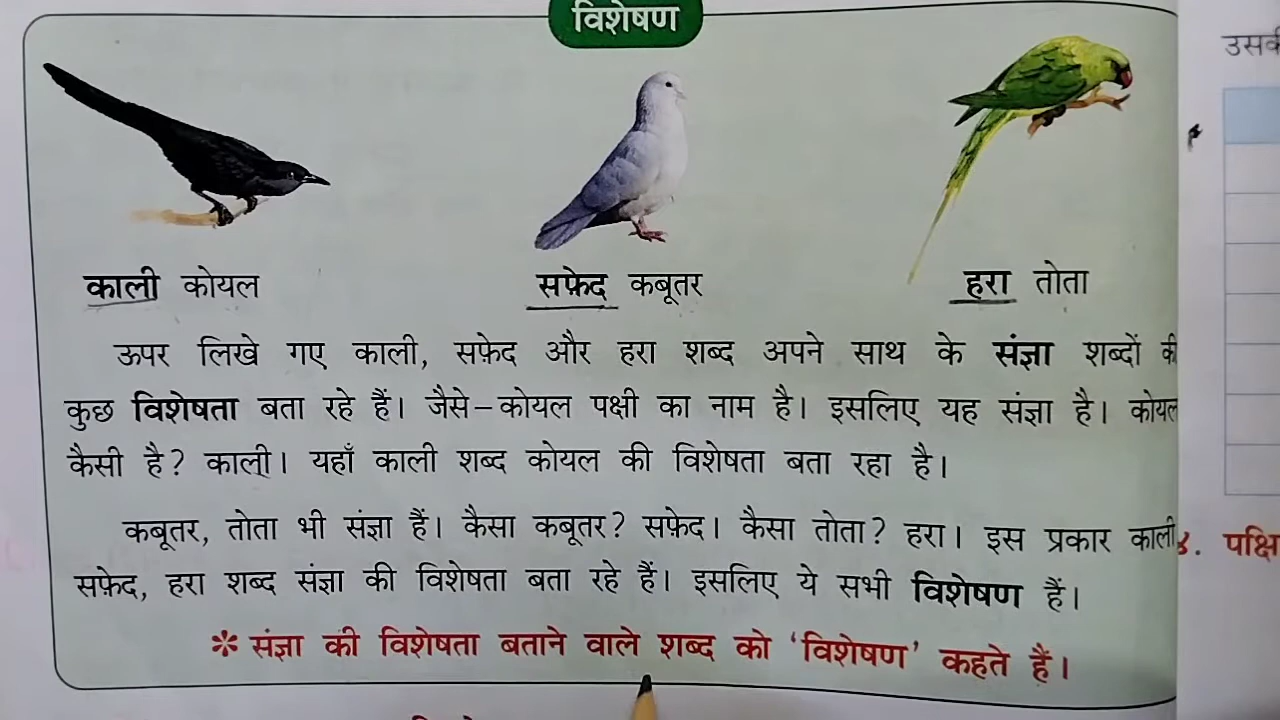 विशेषण
काली कोयल
सफ़ेद कबूतर
हरा तोता
ऊपर लिखे गए काली, सफ़ेद और हरा शब्द अपने साथ के संज्ञा शब्दों की
कुछ विशेषता बता रहे हैं। जैसे–कोयल पक्षी का नाम है। इसलिए यह संज्ञा है। कोयल
कैसी है? काली। यहाँ काली शब्द कोयल की विशेषता बता रहा है।
कबूतर, तोता भी संज्ञा हैं। कैसा कबूतर? सफ़ेद। कैसा तोता? हरा। इस प्रकार काली
सफ़ेद, हरा शब्द संज्ञा की विशेषता बता रहे हैं। इसलिए ये सभी विशेषण हैं।
* संज्ञा की विशेषता बताने वाले शब्द को ‘विशेषण’ कहते हैं।
४.